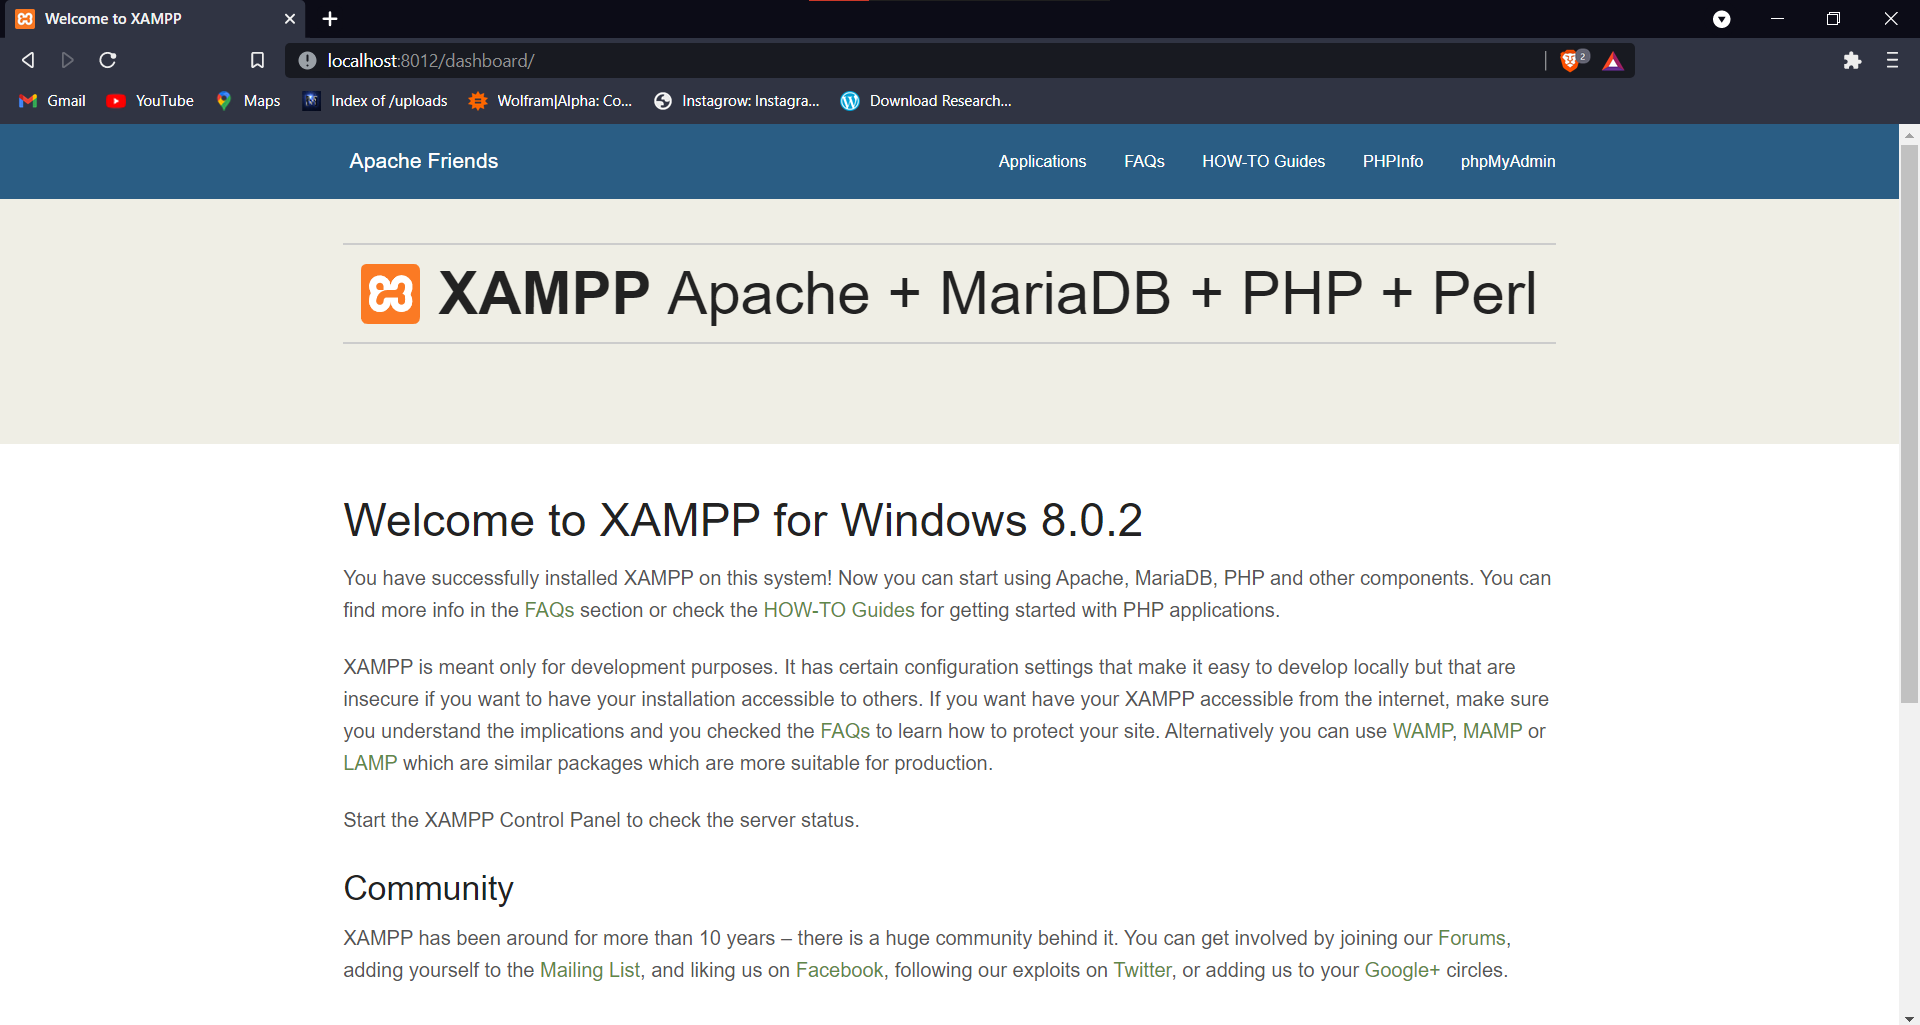 Welcome to XAMPP
localhost:8012/dashboard/
2
Gmail YouTube Maps Index of /uploads Wolfram|Alpha: Co... Instagrow: Instagra... Download Research...
Apache Friends Applications FAQs HOW-TO Guides PHPInfo phpMyAdmin
XAMPP Apache + MariaDB + PHP + Perl
Welcome to XAMPP for Windows 8.0.2
You have successfully installed XAMPP on this system! Now you can start using Apache, MariaDB, PHP and other components. You can
find more info in the FAQs section or check the HOW-TO Guides for getting started with PHP applications.
XAMPP is meant only for development purposes. It has certain configuration settings that make it easy to develop locally but that are
insecure if you want to have your installation accessible to others. If you want have your XAMPP accessible from the internet, make sure
you understand the implications and you checked the FAQs to learn how to protect your site. Alternatively you can use WAMP, MAMP or
LAMP which are similar packages which are more suitable for production.
Start the XAMPP Control Panel to check the server status.
Community
XAMPP has been around for more than 10 years – there is a huge community behind it. You can get involved by joining our Forums,
adding yourself to the Mailing List, and liking us on Facebook, following our exploits on Twitter, or adding us to your Google+ circles.